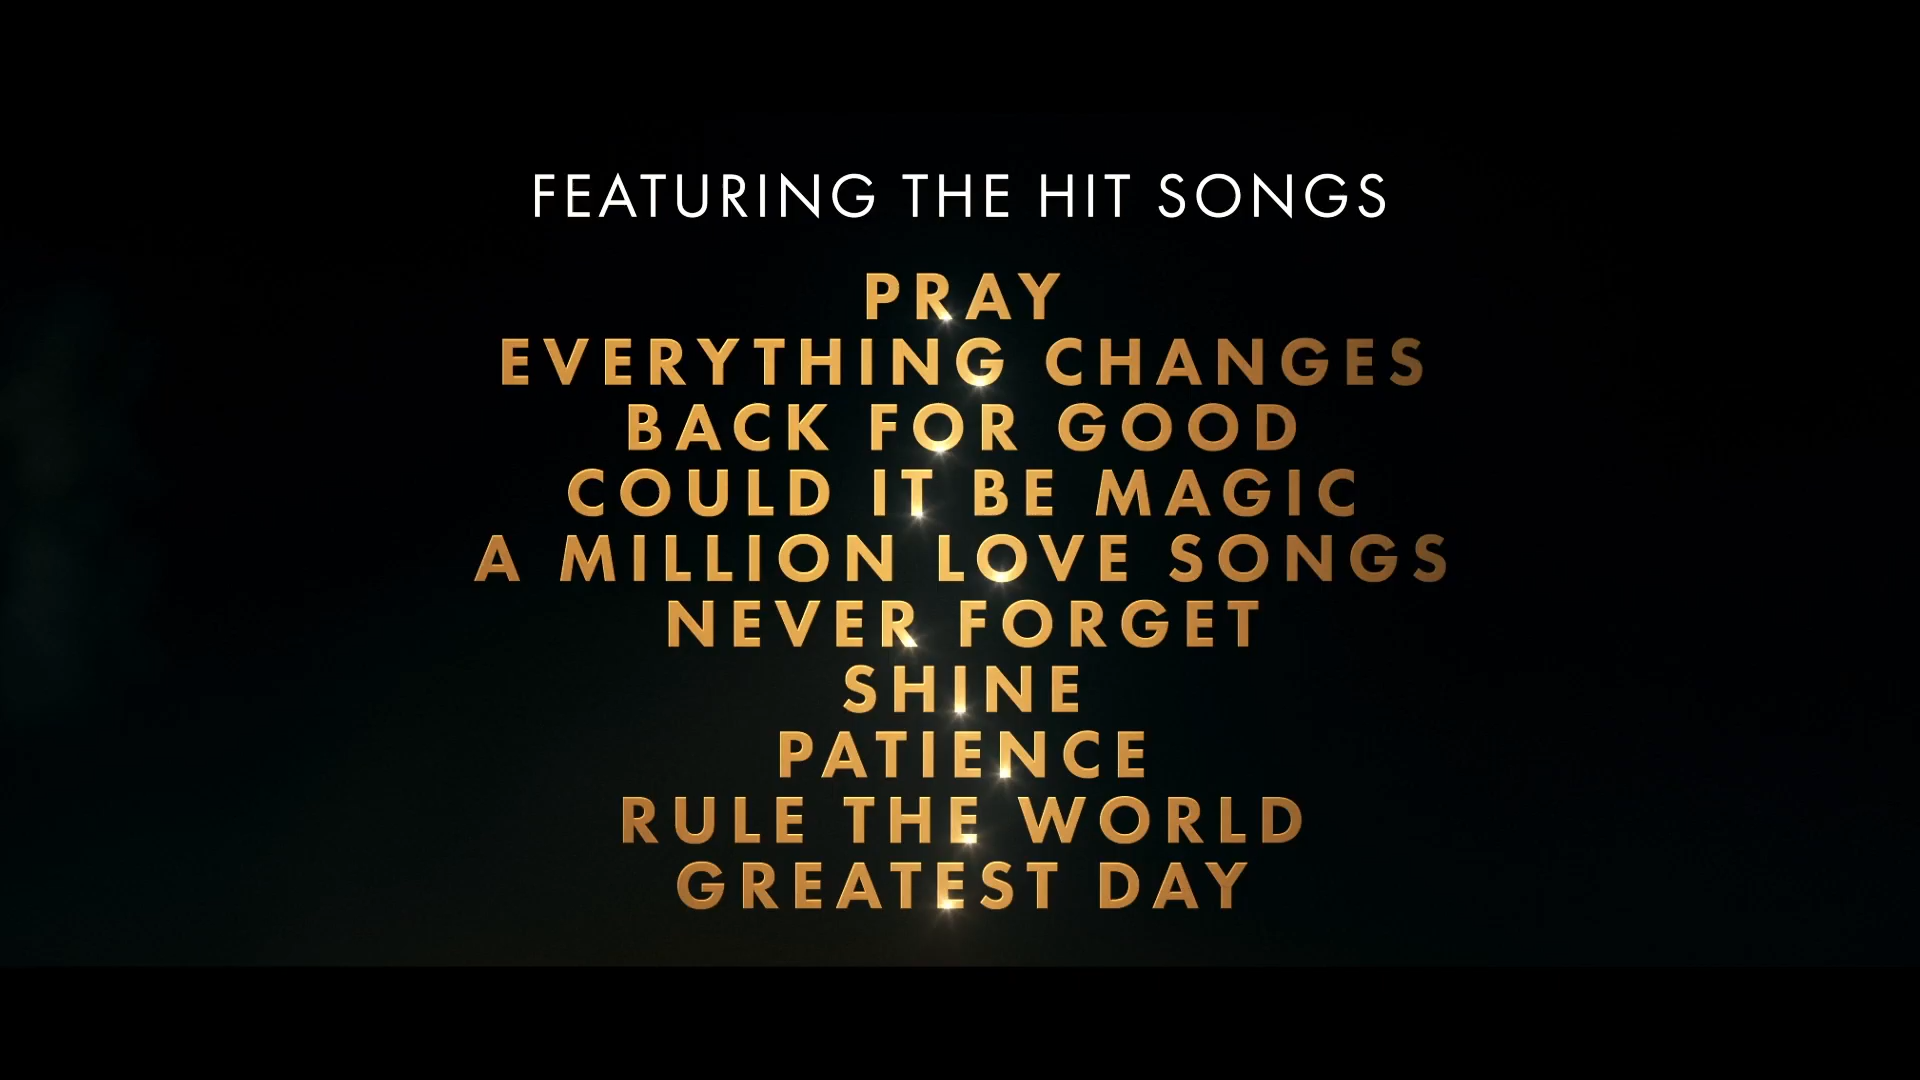 FEATURING THE HIT SONGS
PRAY
EVERYTHING CHANGES
BACK FOR GOOD
COULD IT BE MAGIC
A MILLION LOVE SONGS
NEVER FORGET
SHINE
PATIENCE
RULE THE WORLD
GREATEST DAY